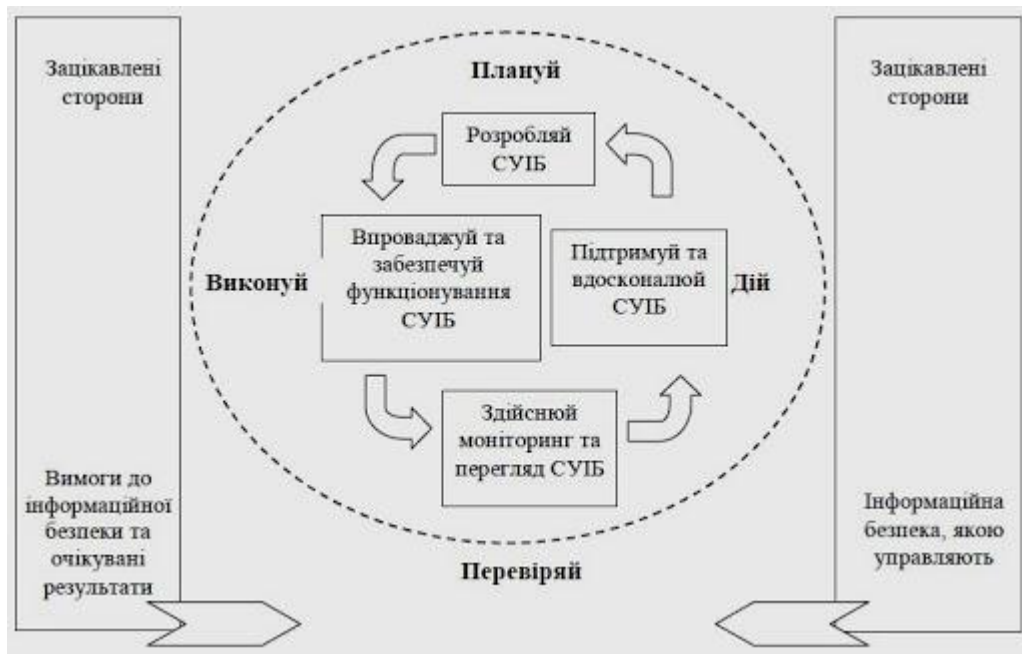 Зацікавлені
сторони
Вимоги до
інформаційної
безпеки та
очікувані
результати
Плануй
Розробляй
СУІБ
Виконуй
Впроваджуй та
забезпечуй
функціонування
СУІБ
Підтримуй та
вдосконалюй
СУІБ
Дій
Здійснюй
моніторинг та
перегляд СУІБ
Перевіряй
Зацікавлені
сторони
Інформаційна
безпека, якою
управляють